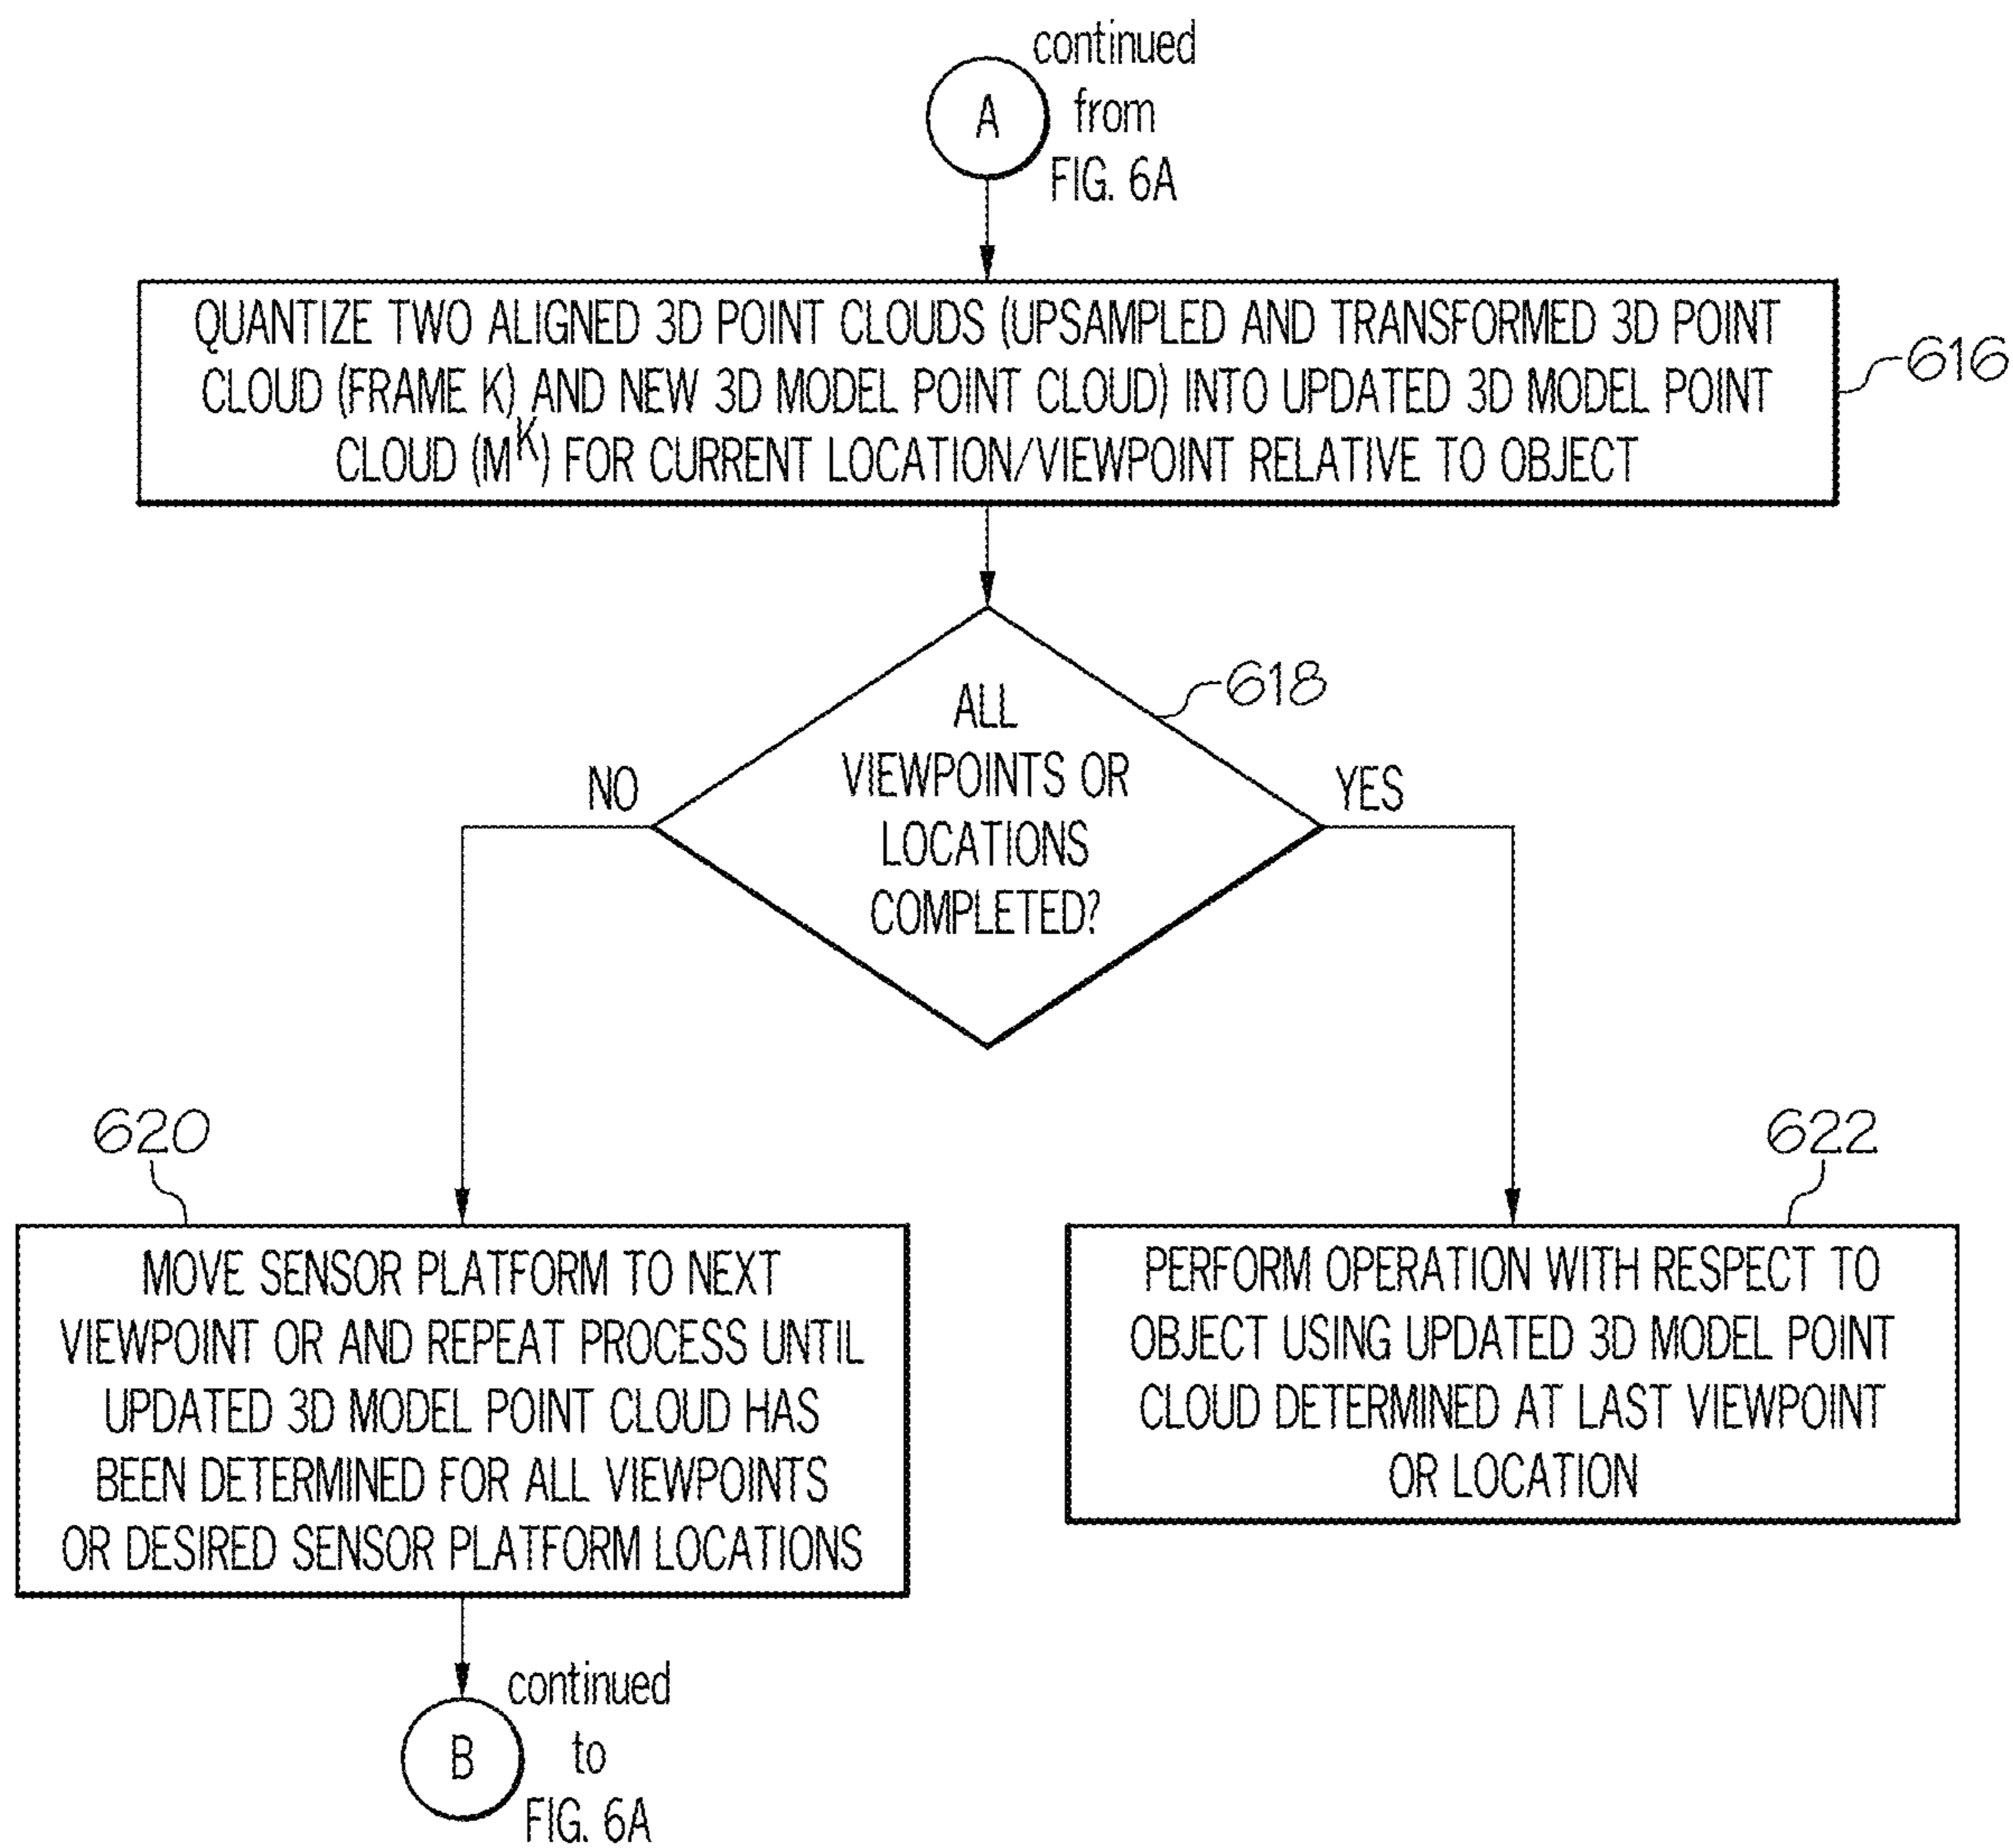 A
continued
from
FIG. 6A
QUANTIZE TWO ALIGNED 3D POINT CLOUDS (UPSAMPLED AND TRANSFORMED 3D POINT
CLOUD (FRAME K) AND NEW 3D MODEL POINT CLOUD) INTO UPDATED 3D MODEL POINT
CLOUD (M^K) FOR CURRENT LOCATION/VIEWPOINT RELATIVE TO OBJECT
616
ALL
VIEWPOINTS OR
LOCATIONS
COMPLETED?
618
NO
YES
620
MOVE SENSOR PLATFORM TO NEXT
VIEWPOINT OR AND REPEAT PROCESS UNTIL
UPDATED 3D MODEL POINT CLOUD HAS
BEEN DETERMINED FOR ALL VIEWPOINTS
OR DESIRED SENSOR PLATFORM LOCATIONS
622
PERFORM OPERATION WITH RESPECT TO
OBJECT USING UPDATED 3D MODEL POINT
CLOUD DETERMINED AT LAST VIEWPOINT
OR LOCATION
B
continued
to
FIG. 6A